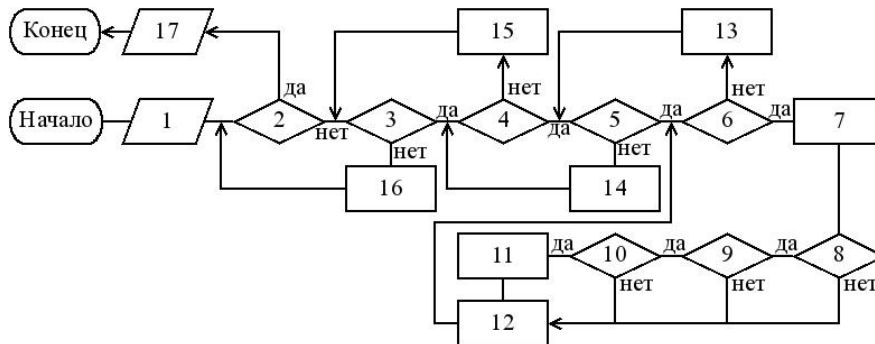 Конец 17 15 13
да нет нет
Начало 1 2 нет 3 да 4 да 5 да 6 да 7
нет нет
16 14
11 да 10 да 9 да 8
нет нет нет
12